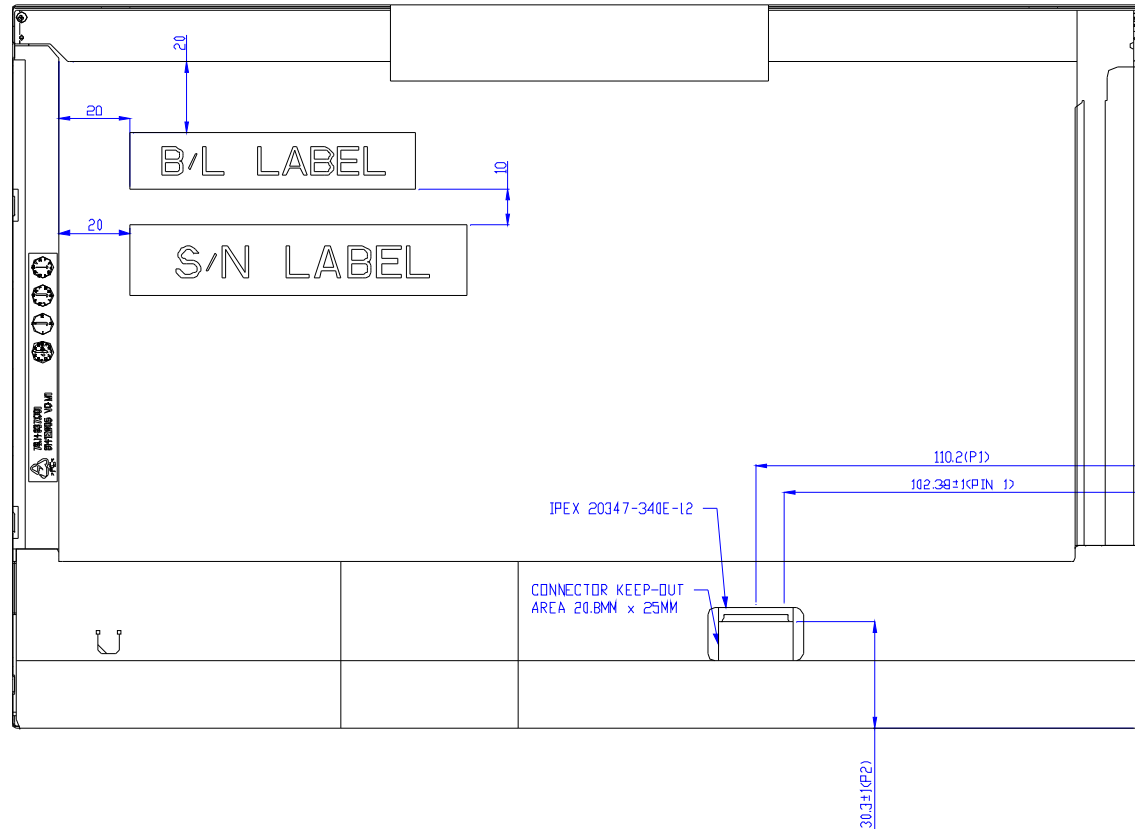 20
20
B/L LABEL
10
20
S/N LABEL
110.2(P1)
102.38±1(PIN 1)
IPEX 20347-340E-12
CONNECTOR KEEP-OUT
AREA 20.8MM x 25MM
30.3±1(P2)